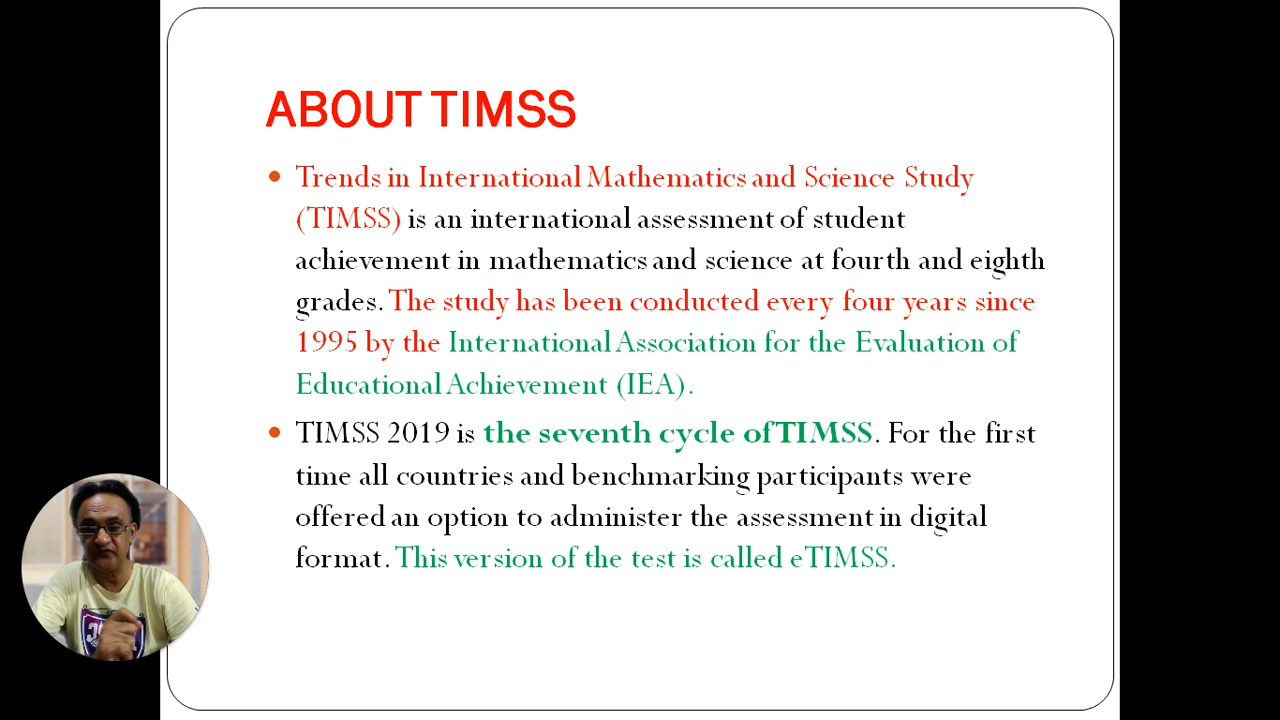 ABOUT TIMSS
• Trends in International Mathematics and Science Study
(TIMSS) is an international assessment of student
achievement in mathematics and science at fourth and eighth
grades. The study has been conducted every four years since
1995 by the International Association for the Evaluation of
Educational Achievement (IEA).
• TIMSS 2019 is the seventh cycle of TIMSS. For the first
time all countries and benchmarking participants were
offered an option to administer the assessment in digital
format. This version of the test is called eTIMSS.